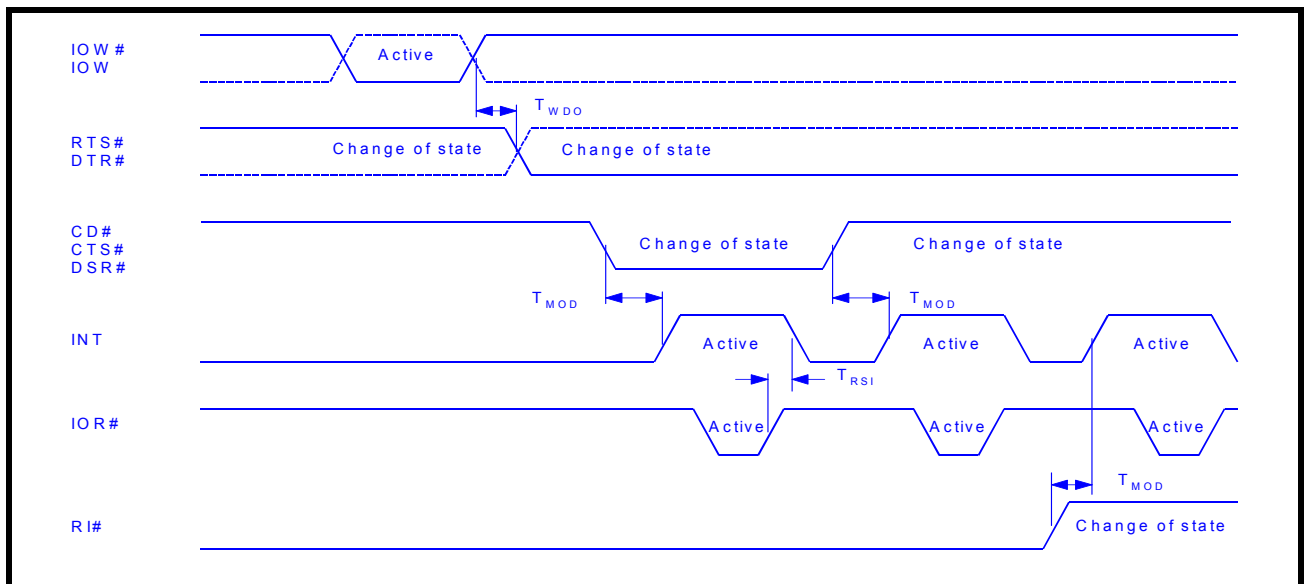 IOW#
IOW
Active
TWDO
RTS#
DTR#
Change of state
Change of state
CD#
CTS#
DSR#
Change of state
Change of state
TMOD
TMOD
INT
Active
Active
Active
TRSI
IOR#
Active
Active
Active
TMOD
RI#
Change of state